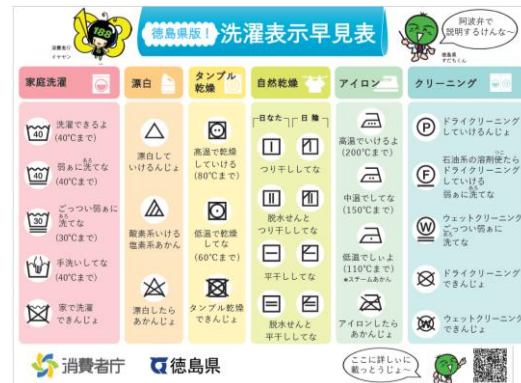 消費者庁
イヤヤン
188
徳島県版!
洗濯表示早見表
阿波弁で
説明するけんな~
徳島県
すだちくん
家庭洗濯
40
洗濯できるよ
(40℃まで)
40
弱ぁに洗てな
あろ
(40℃まで)
30
ごっつい弱ぁに
あろ
洗てな
(30℃まで)
手洗いしてな
(40℃まで)
家で洗濯
できんじょ
漂白
漂白して
いけるんじょ
酸素系いける
塩素系あかん
漂白したら
あかんじょ
タンブル
乾燥
高温で乾燥
していける
(80℃まで)
低温で乾燥
してな
(60℃まで)
タンブル乾燥
できんじょ
自然乾燥
日なた
日陰
つり干ししてな
脱水せんと
つり干ししてな
平干ししてな
脱水せんと
平干ししてな
アイロン
高温でいけるよ
(200℃まで)
中温でしてな
(150℃まで)
低温でしぃよ
(110℃まで)
※スチームあかん
アイロンしたら
あかんじょ
クリーニング
P
ドライクリーニング
していけるんじょ
F
つこ
石油系の溶剤使たら
ドライクリーニング
していける
弱ぁに洗てな
W
ウェットクリーニング
ごっつい弱ぁに
あろ
洗てな
ドライクリーニング
できんじょ
W
ウェットクリーニング
できんじょ
消費者庁
徳島県
ここに詳しいに
載っとうじょ~